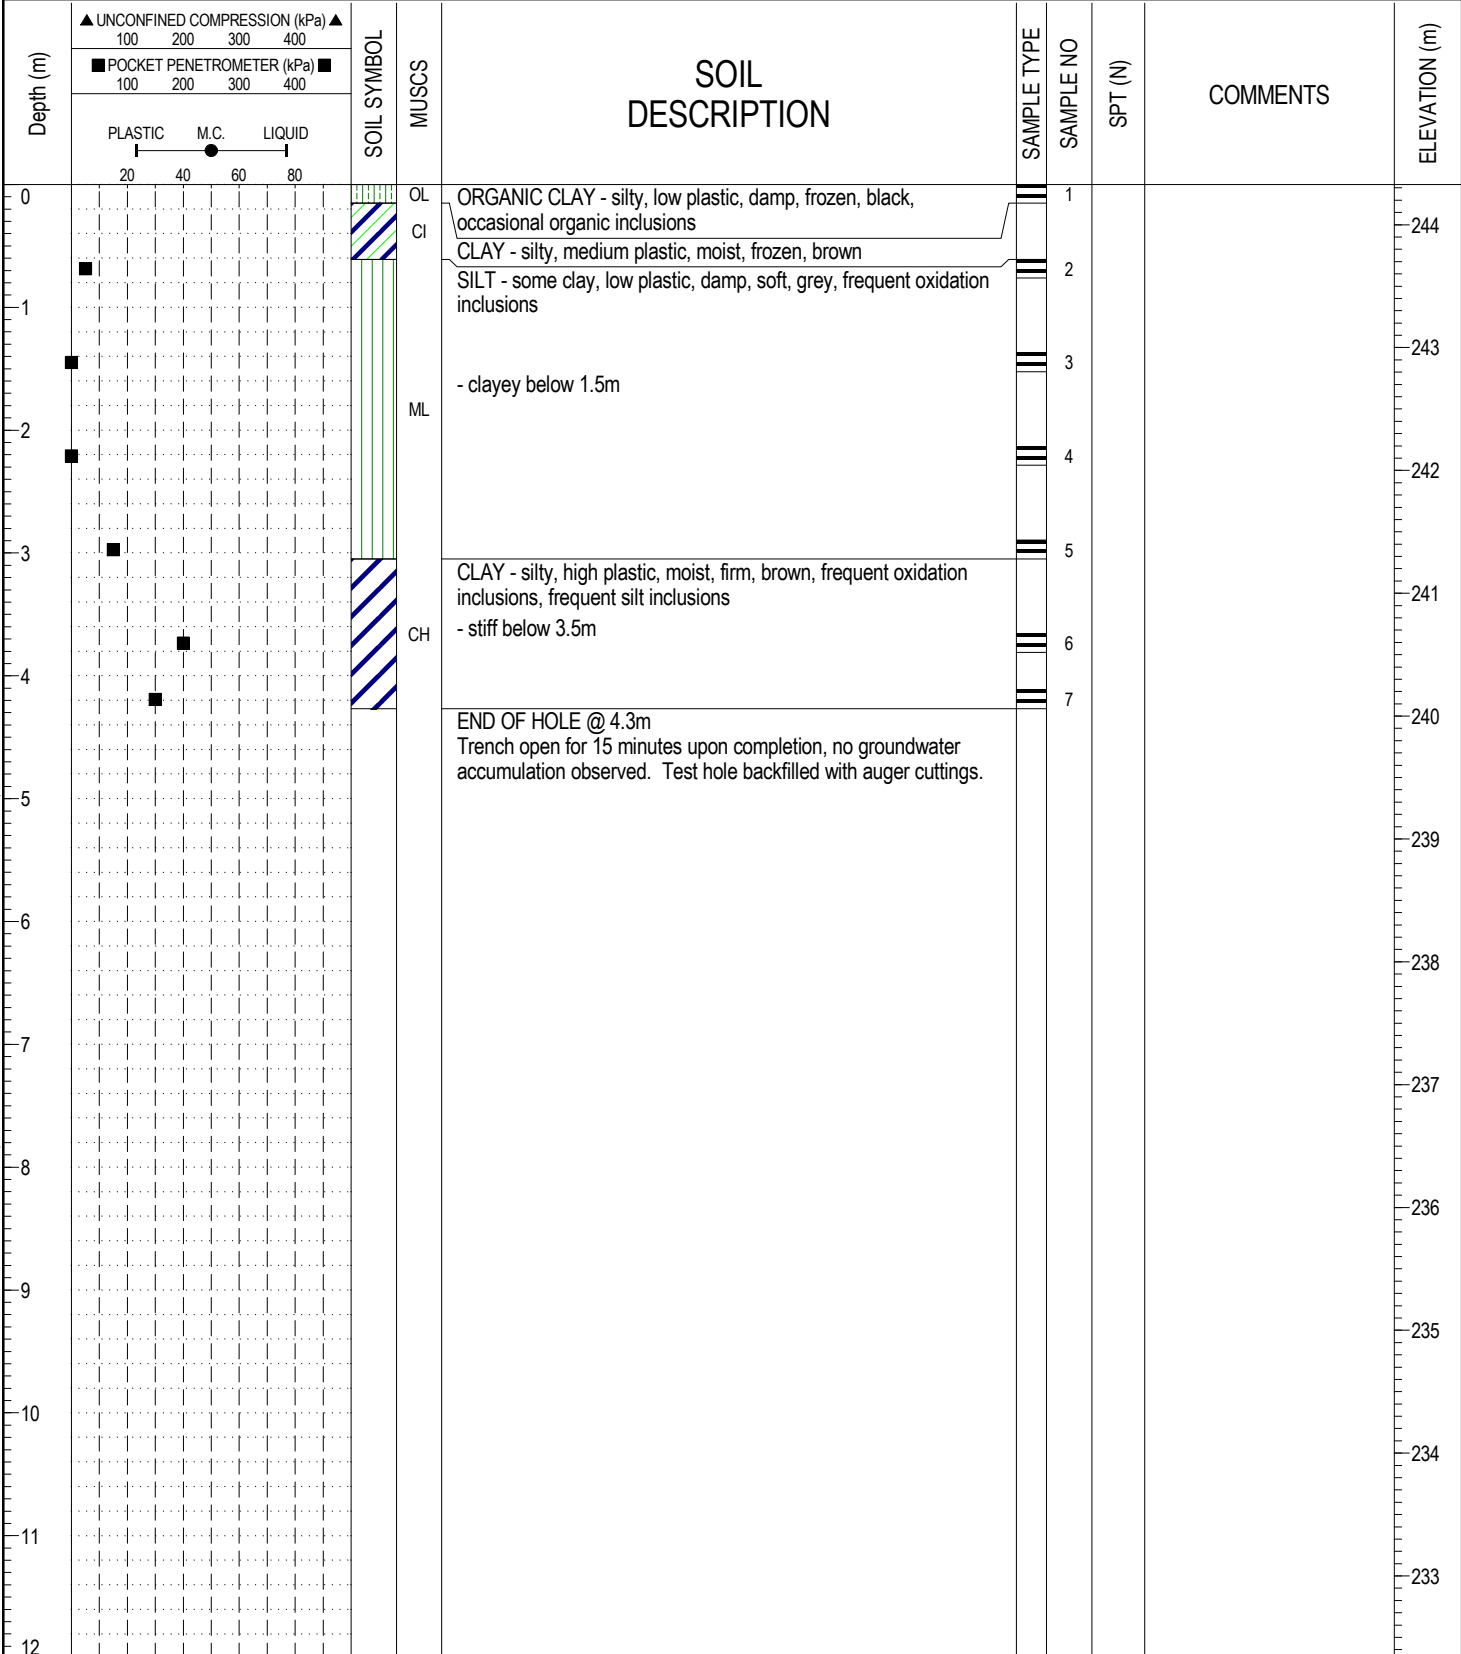 Depth (m)
▲ UNCONFINED COMPRESSION (kPa) ▲
100 200 300 400
■ POCKET PENETROMETER (kPa) ■
100 200 300 400
PLASTIC M.C. LIQUID
20 40 60 80
SOIL SYMBOL
MUSCS
SOIL
DESCRIPTION
SAMPLE TYPE
SAMPLE NO
SPT (N)
COMMENTS
ELEVATION (m)
0
OL
ORGANIC CLAY - silty, low plastic, damp, frozen, black,
occasional organic inclusions
1
244
CI
CLAY - silty, medium plastic, moist, frozen, brown
2
SILT - some clay, low plastic, damp, soft, grey, frequent oxidation
inclusions
1
243
3
- clayey below 1.5m
ML
2
4
242
3
5
CLAY - silty, high plastic, moist, firm, brown, frequent oxidation
inclusions, frequent silt inclusions
241
- stiff below 3.5m
CH
6
4
7
END OF HOLE @ 4.3m
240
Trench open for 15 minutes upon completion, no groundwater
accumulation observed. Test hole backfilled with auger cuttings.
5
239
6
238
7
237
8
236
9
235
10
234
11
233
12